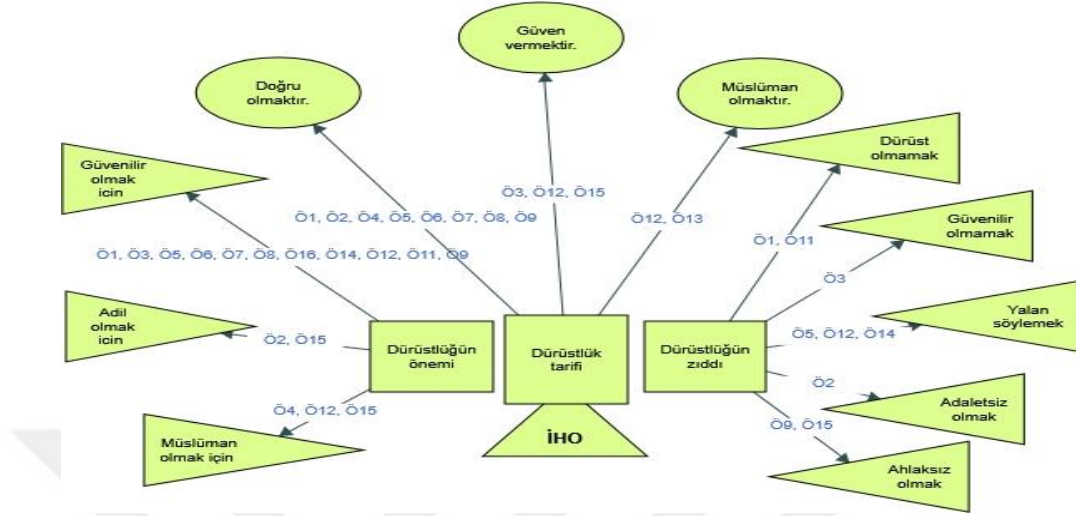 Güven
vermektir.
Doğru
olmaktır.
Müslüman
olmaktır.
Dürüst
olmamak
Güvenilir
olmak
icin
Ö3, Ö12, Ö15
Ö1, Ö2, Ö4, Ö5, Ö6, Ö7, Ö8, Ö9
Ö12, Ö13
Güvenilir
olmamak
Ö1, Ö11
Ö1, Ö3, Ö5, Ö6, Ö7, Ö8, Ö16, Ö14, Ö12, Ö11, Ö9
Ö3
Adil
olmak
icin
Yalan
söylemek
Ö2, Ö15
Ö5, Ö12, Ö14
Dürüstlüğün
önemi
Dürüstlük
tarifi
Dürüstlüğün
zıddı
Ö2
Adaletsiz
olmak
Ö4, Ö12, Ö15
Ö9, Ö15
Müslüman
olmak için
İHO
Ahlaksız
olmak